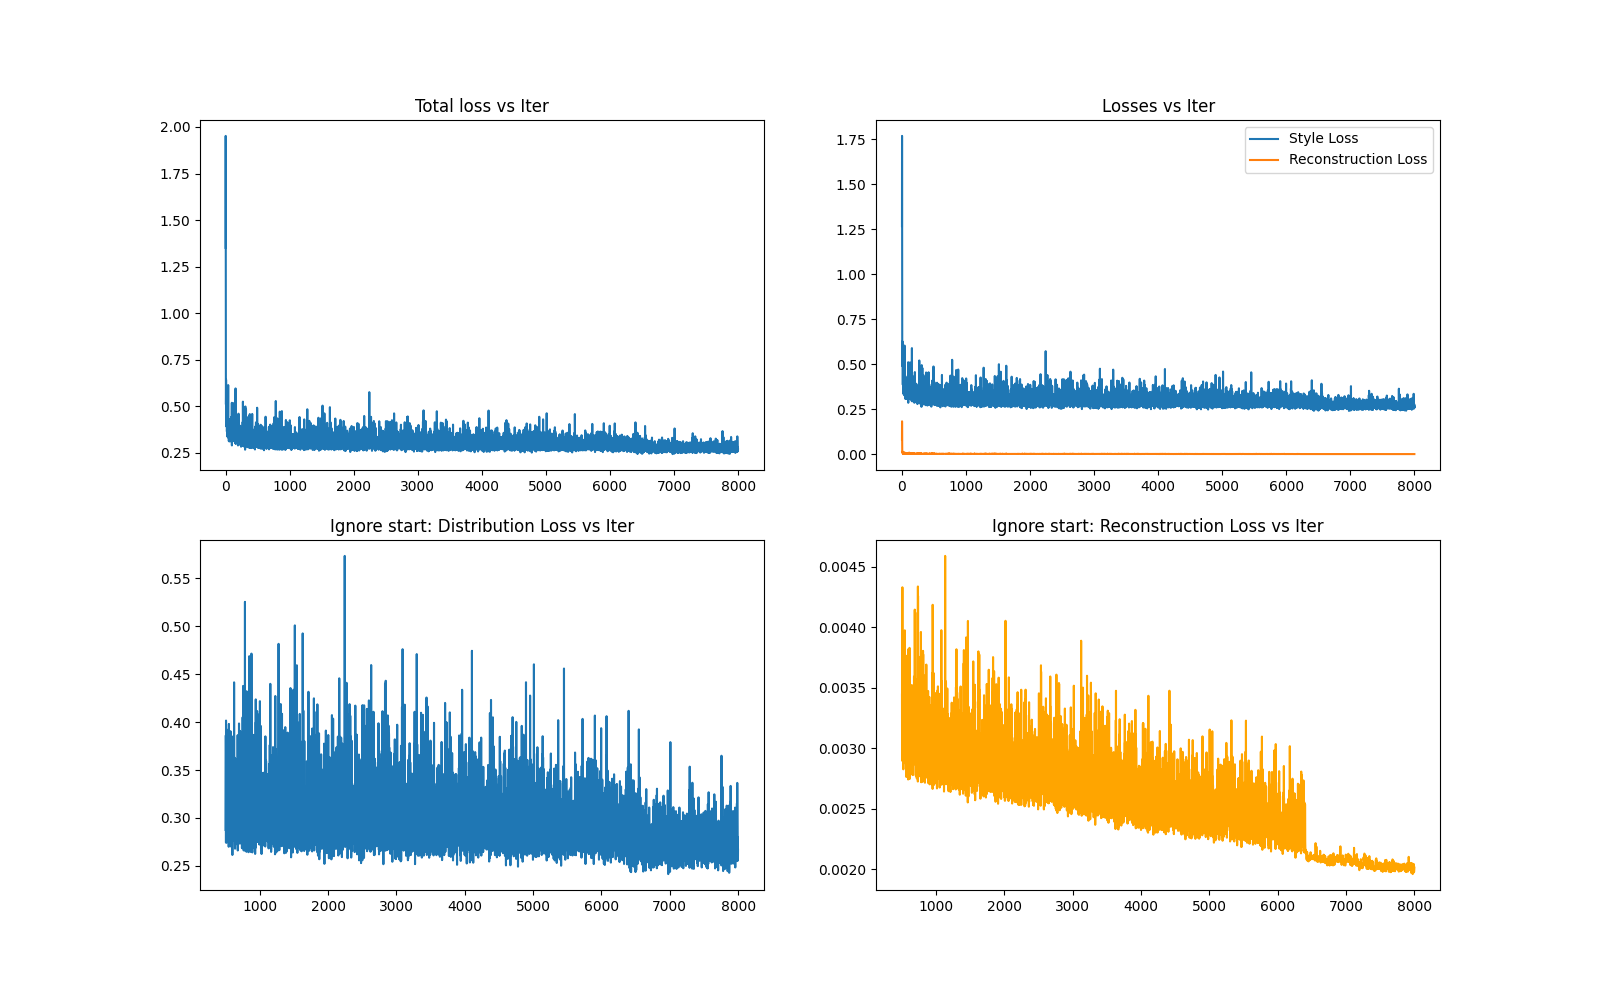 Total loss vs Iter
2.00
1.75
1.50
1.25
1.00
0.75
0.50
0.25
0 1000 2000 3000 4000 5000 6000 7000 8000
Losses vs Iter
Style Loss
Reconstruction Loss
1.75
1.50
1.25
1.00
0.75
0.50
0.25
0.00
0 1000 2000 3000 4000 5000 6000 7000 8000
Ignore start: Distribution Loss vs Iter
0.55
0.50
0.45
0.40
0.35
0.30
0.25
1000 2000 3000 4000 5000 6000 7000 8000
Ignore start: Reconstruction Loss vs Iter
0.0045
0.0040
0.0035
0.0030
0.0025
0.0020
1000 2000 3000 4000 5000 6000 7000 8000